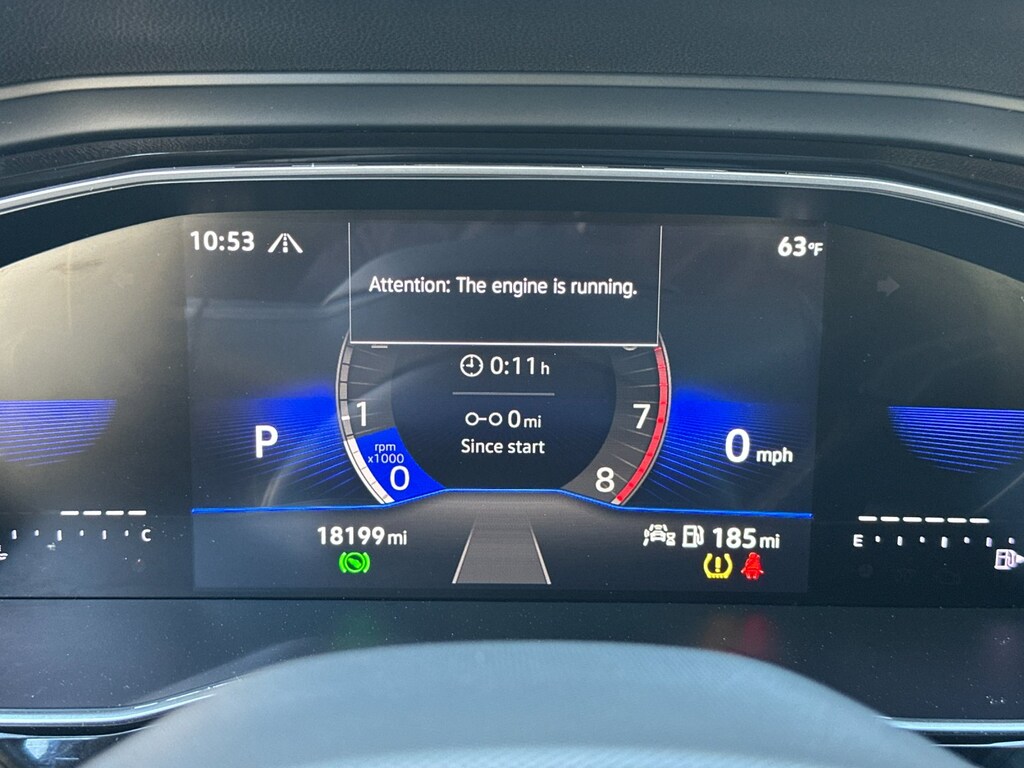 10:53
63°F
Attention: The engine is running.
0:11 h
0 mi
Since start
1
7
rpm
x1000
0
8
P
0 mph
18199 mi
185 mi
C
E